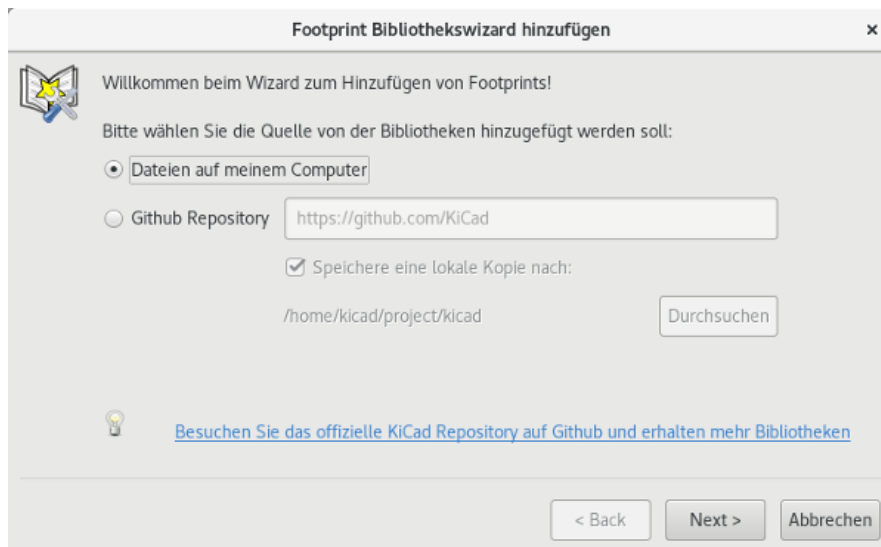 Footprint Bibliothekswizard hinzufügen ×
Willkommen beim Wizard zum Hinzufügen von Footprints!
Bitte wählen Sie die Quelle von der Bibliotheken hinzugefügt werden soll:
Dateien auf meinem Computer
Github Repository https://github.com/KiCad
Speichere eine lokale Kopie nach:
/home/kicad/project/kicad Durchsuchen
Besuchen Sie das offizielle KiCad Repository auf Github und erhalten mehr Bibliotheken
< Back Next > Abbrechen